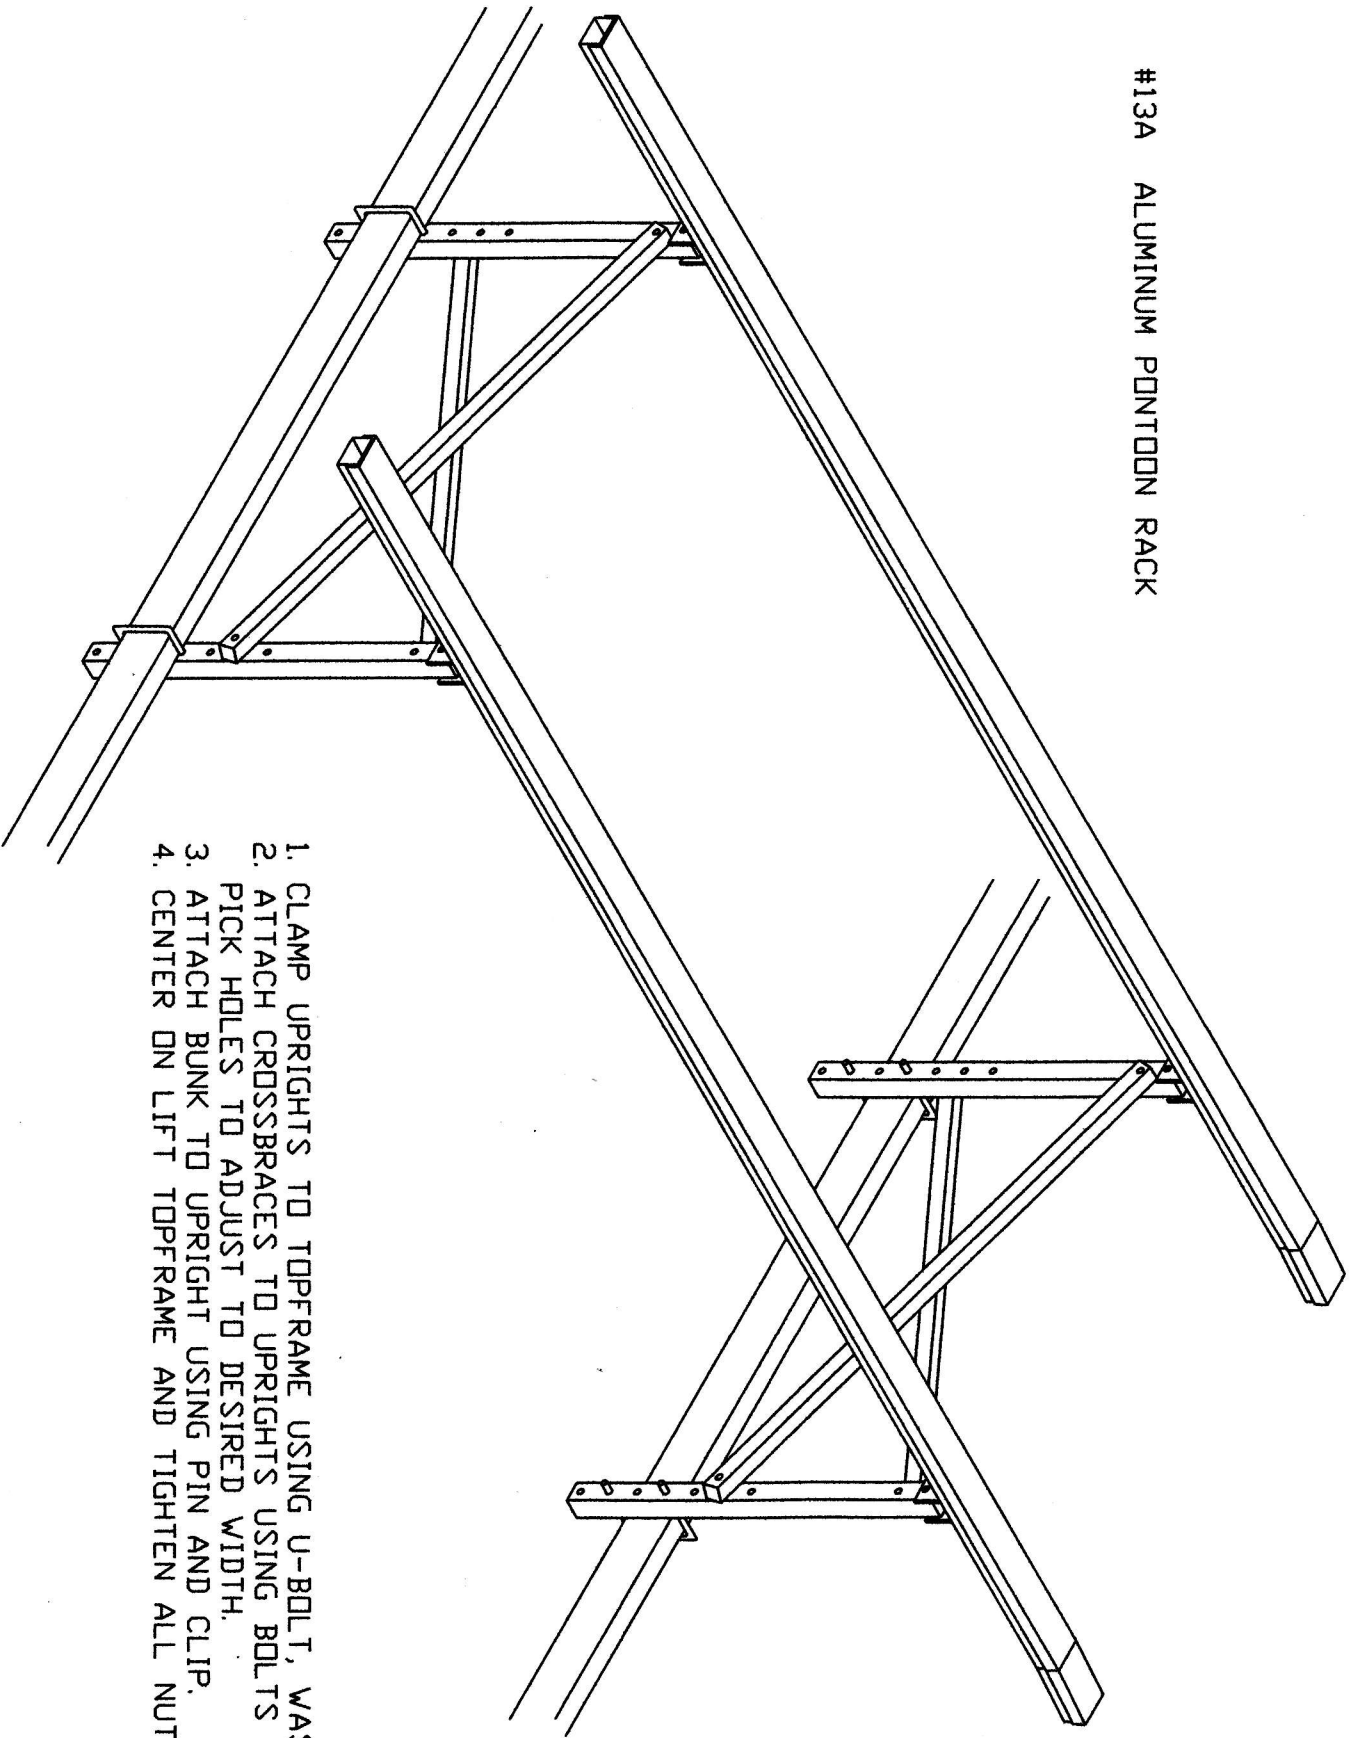 #13A ALUMINUM PONTOON RACK
1. CLAMP UPRIGHTS TO TOPFRAME USING U-BOLT,
2. ATTACH CROSSBRACES TO UPRIGHTS USING BOLTS
PICK HOLES TO ADJUST TO DESIRED WIDTH.
3. ATTACH BUNK TO UPRIGHT USING PIN AND CLIP.
4. CENTER ON LIFT TOPFRAME AND TIGHTEN ALL